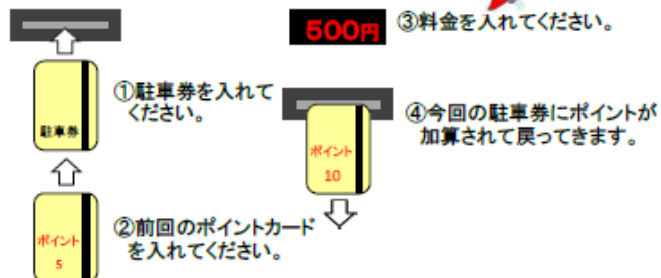 ①駐車券を入れて
ください。
駐車券
②前回のポイントカード
を入れてください。
ポイント
5
500円
③料金を入れてください。
ポイント
10
④今回の駐車券にポイントが
加算されて戻ってきます。